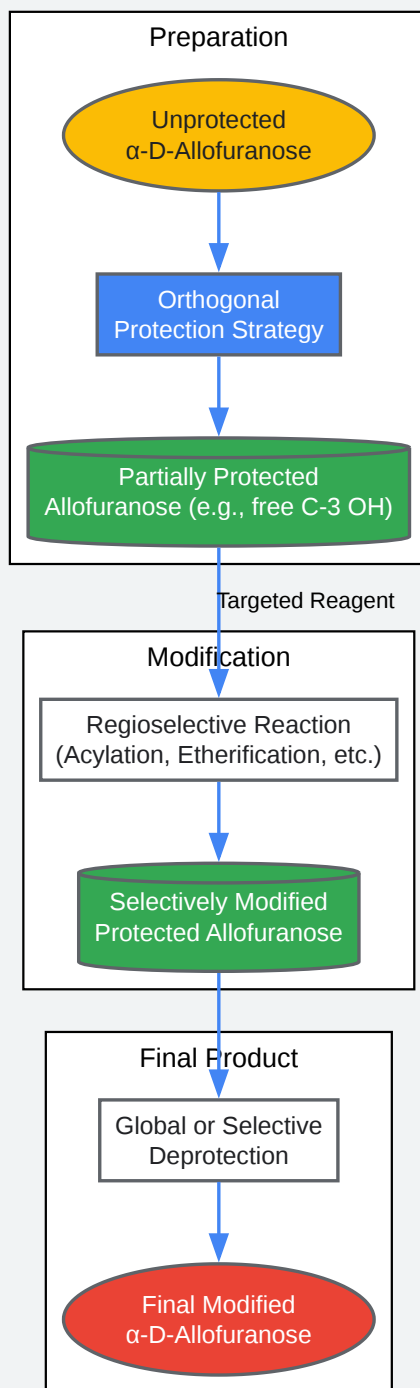 Preparation
Unprotected
α-D-Allofuranose
Orthogonal
Protection Strategy
Partially Protected
Allofuranose (e.g., free C-3 OH)
Targeted Reagent
Modification
Regioselective Reaction
(Acylation, Etherification, etc.)
Selectively Modified
Protected Allofuranose
Final Product
Global or Selective
Deprotection
Final Modified
α-D-Allofuranose